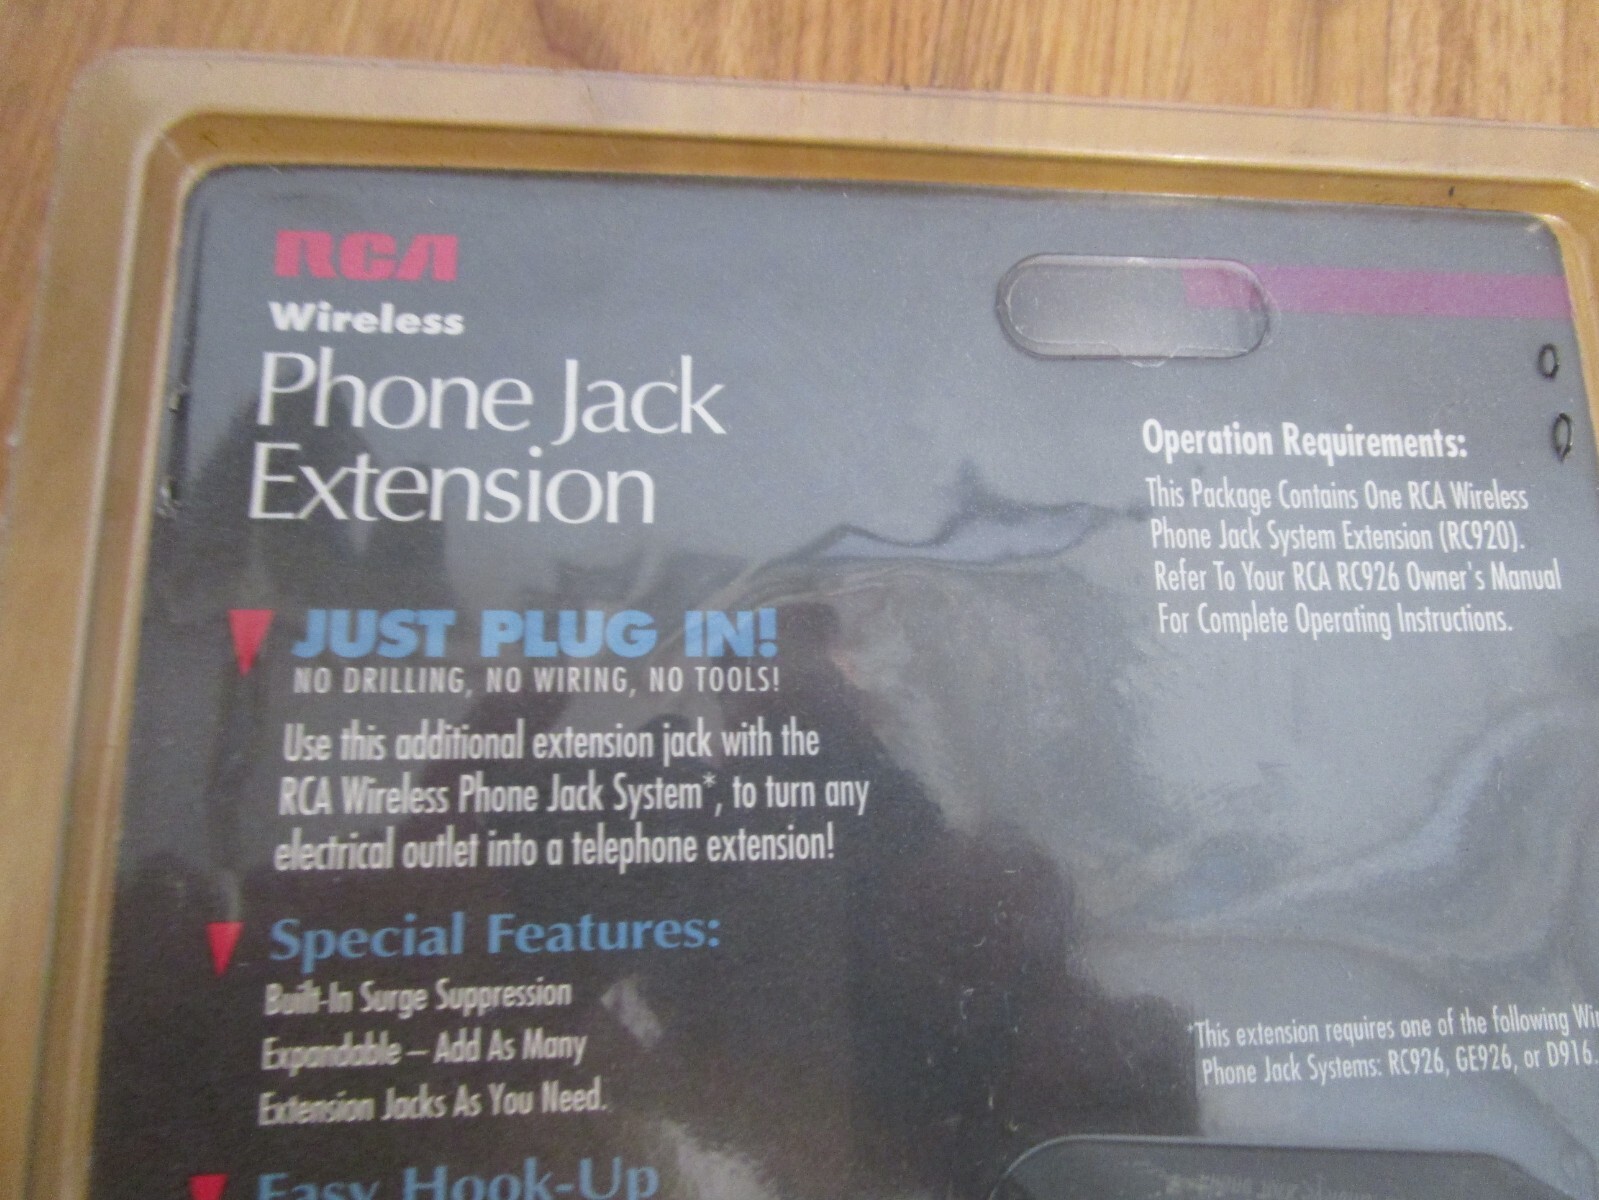 RCA
Wireless
Phone Jack
Extension
JUST PLUG IN!
NO DRILLING, NO WIRING, NO TOOLS!
Use this additional extension jack with the
RCA Wireless Phone Jack System*, to turn any
electrical outlet into a telephone extension!
Special Features:
Built-In Surge Suppression
Expandable – Add As Many
Extension Jacks As You Need.
Easy Hook-Up
Operation Requirements:
This Package Contains One RCA Wireless
Phone Jack System Extension (RC920).
Refer To Your RCA RC926 Owner's Manual
For Complete Operating Instructions.
*This extension requires one of the following
Phone Jack Systems: RC926, GE926, or D916.